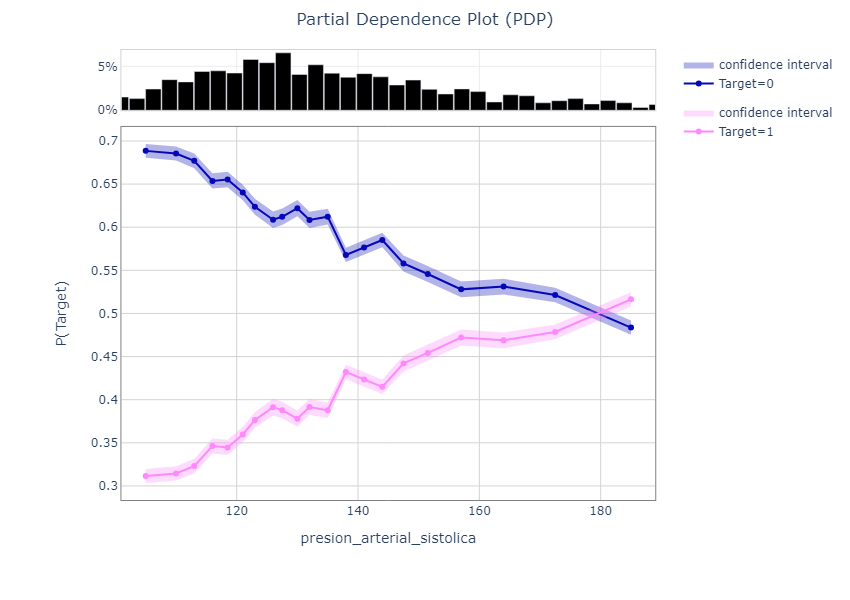 Partial Dependence Plot (PDP)
5%
0%
confidence interval
Target=0
confidence interval
Target=1
0.7
0.65
0.6
0.55
0.5
0.45
0.4
0.35
0.3
P(Target)
120 140 160 180
presion_arterial_sistolica